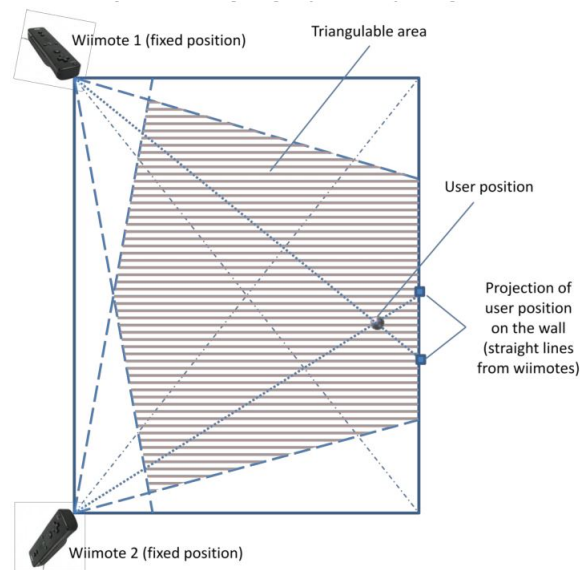 Wiimote 1 (fixed position)
Triangulable area
User position
Projection of
user position
on the wall
(straight lines
from wiimotes)
Wiimote 2 (fixed position)